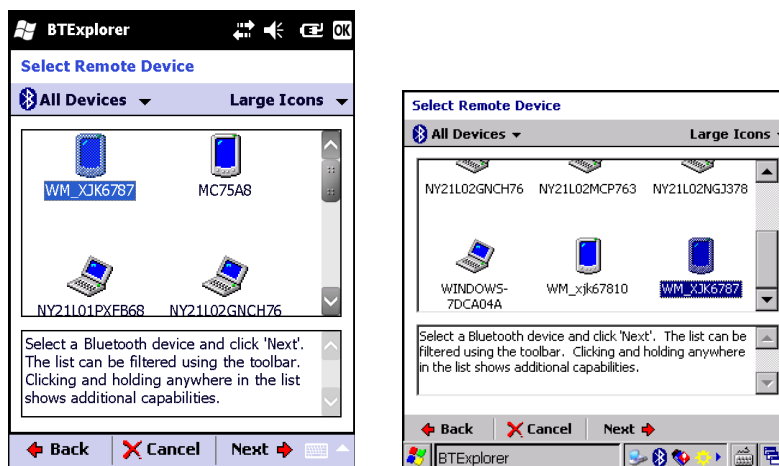 BTExplorer
OK
Select Remote Device
All Devices
Large Icons
WM_XJK6787
MC75A8
NY21L01PXFB68
NY21L02GNCH76
Select a Bluetooth device and click 'Next'.
The list can be filtered using the toolbar.
Clicking and holding anywhere in the list
shows additional capabilities.
Back
Cancel
Next
Select Remote Device
All Devices
Large Icons
NY21L02GNCH76
NY21L02MCP763
NY21L02NGJ378
WINDOWS-
7DCA04A
WM_xjk67810
WM_XJK6787
Select a Bluetooth device and click 'Next'. The list can be
filtered using the toolbar. Clicking and holding anywhere
in the list shows additional capabilities.
Back
Cancel
Next
BTExplorer